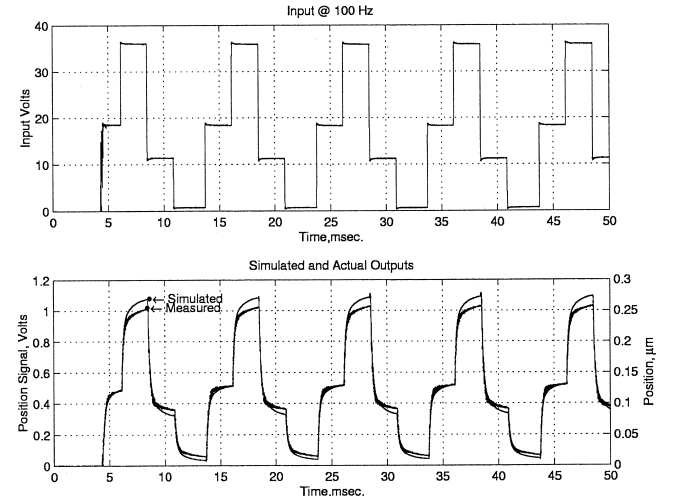 Input @ 100 Hz
40
30
20
10
0
Input Volts
0 5 10 15 20 25 30 35 40 45 50
Time,msec.
Simulated and Actual Outputs
1.2
1
0.8
0.6
0.4
0.2
0
Position Signal, Volts
Simulated
Measured
0.3
0.25
0.2
0.15
0.1
0.05
0
Position, µm
0 5 10 15 20 25 30 35 40 45 50
Time,msec.